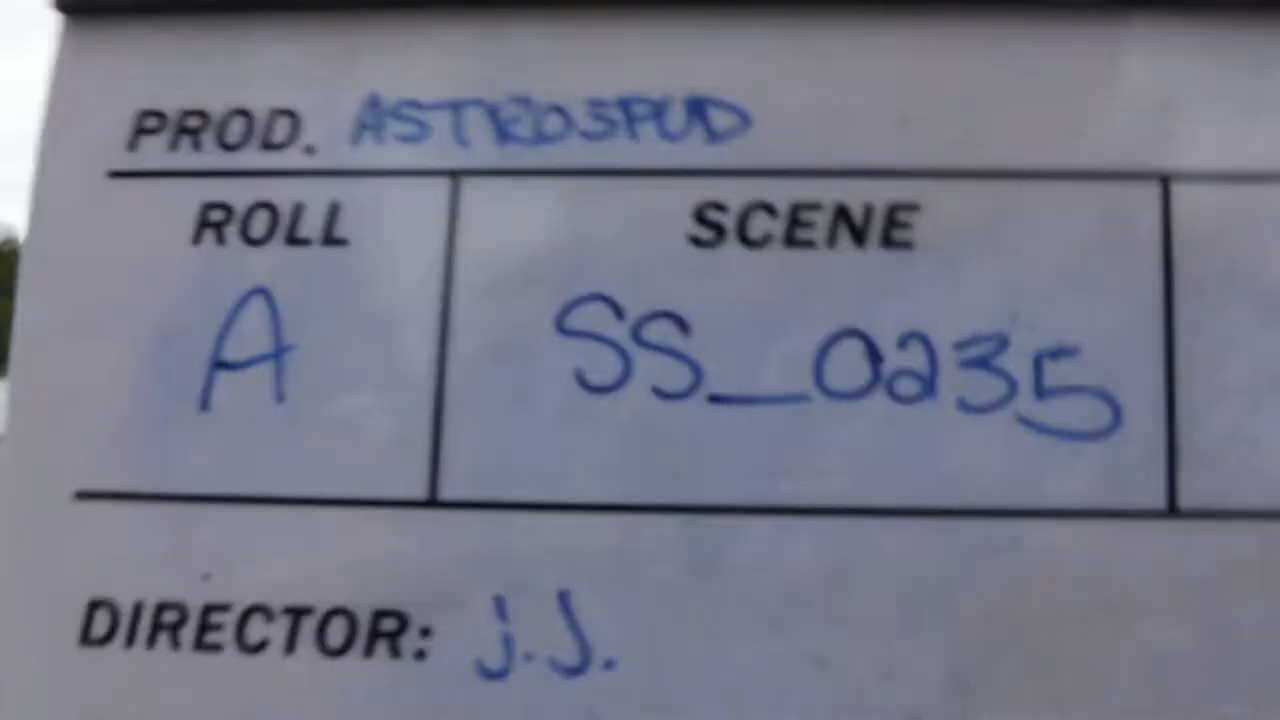 PROD. ASTROSPUD
ROLL SCENE
A SS_0235
DIRECTOR: J.J.